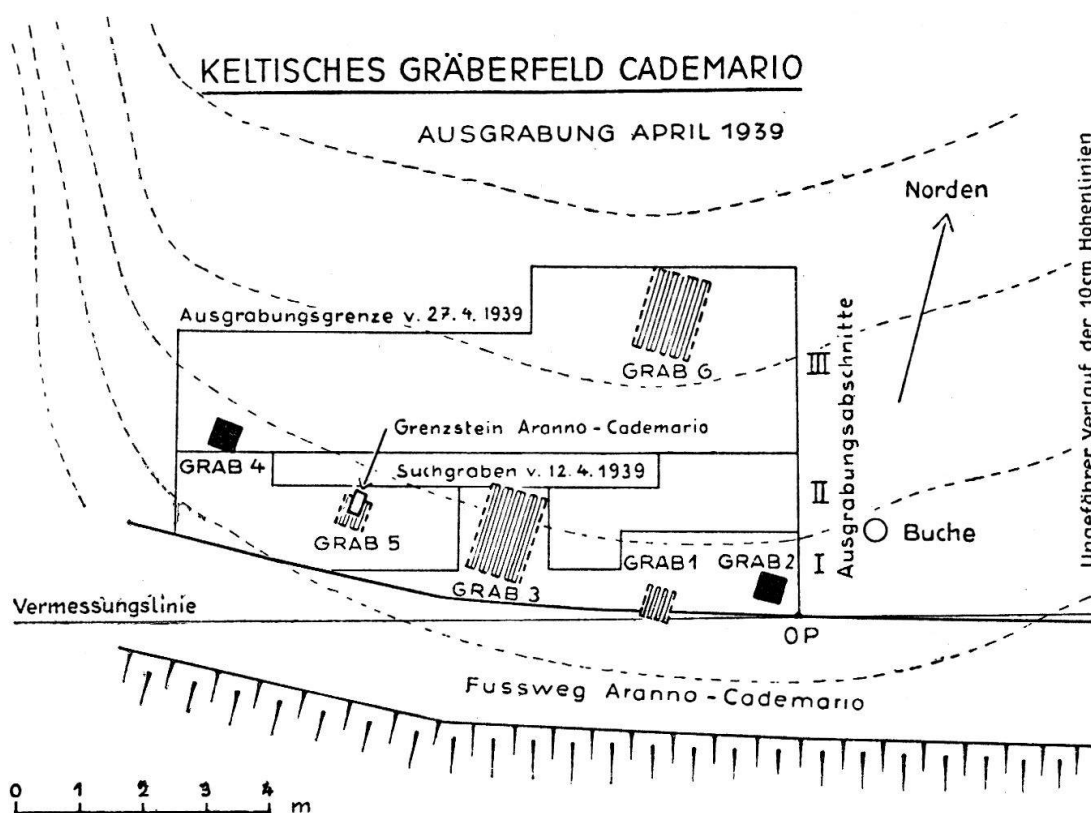 KELTISCHES GRÄBERFELD CADEMARIO
AUSGRABUNG APRIL 1939
Norden
Ungefährer Verlauf der 10cm Höhenlinien
Ausgrabungsgrenze v. 27.4.1939
GRAB 6
III
Ausgrabungsabschnitte
Grenzstein Aranno-Cademario
GRAB 4
Suchgraben v. 12.4.1939
II
GRAB 5
Buche
GRAB 1
GRAB 2
I
GRAB 3
Vermessungslinie
OP
Fussweg Aranno-Cademario
0 1 2 3 4 m